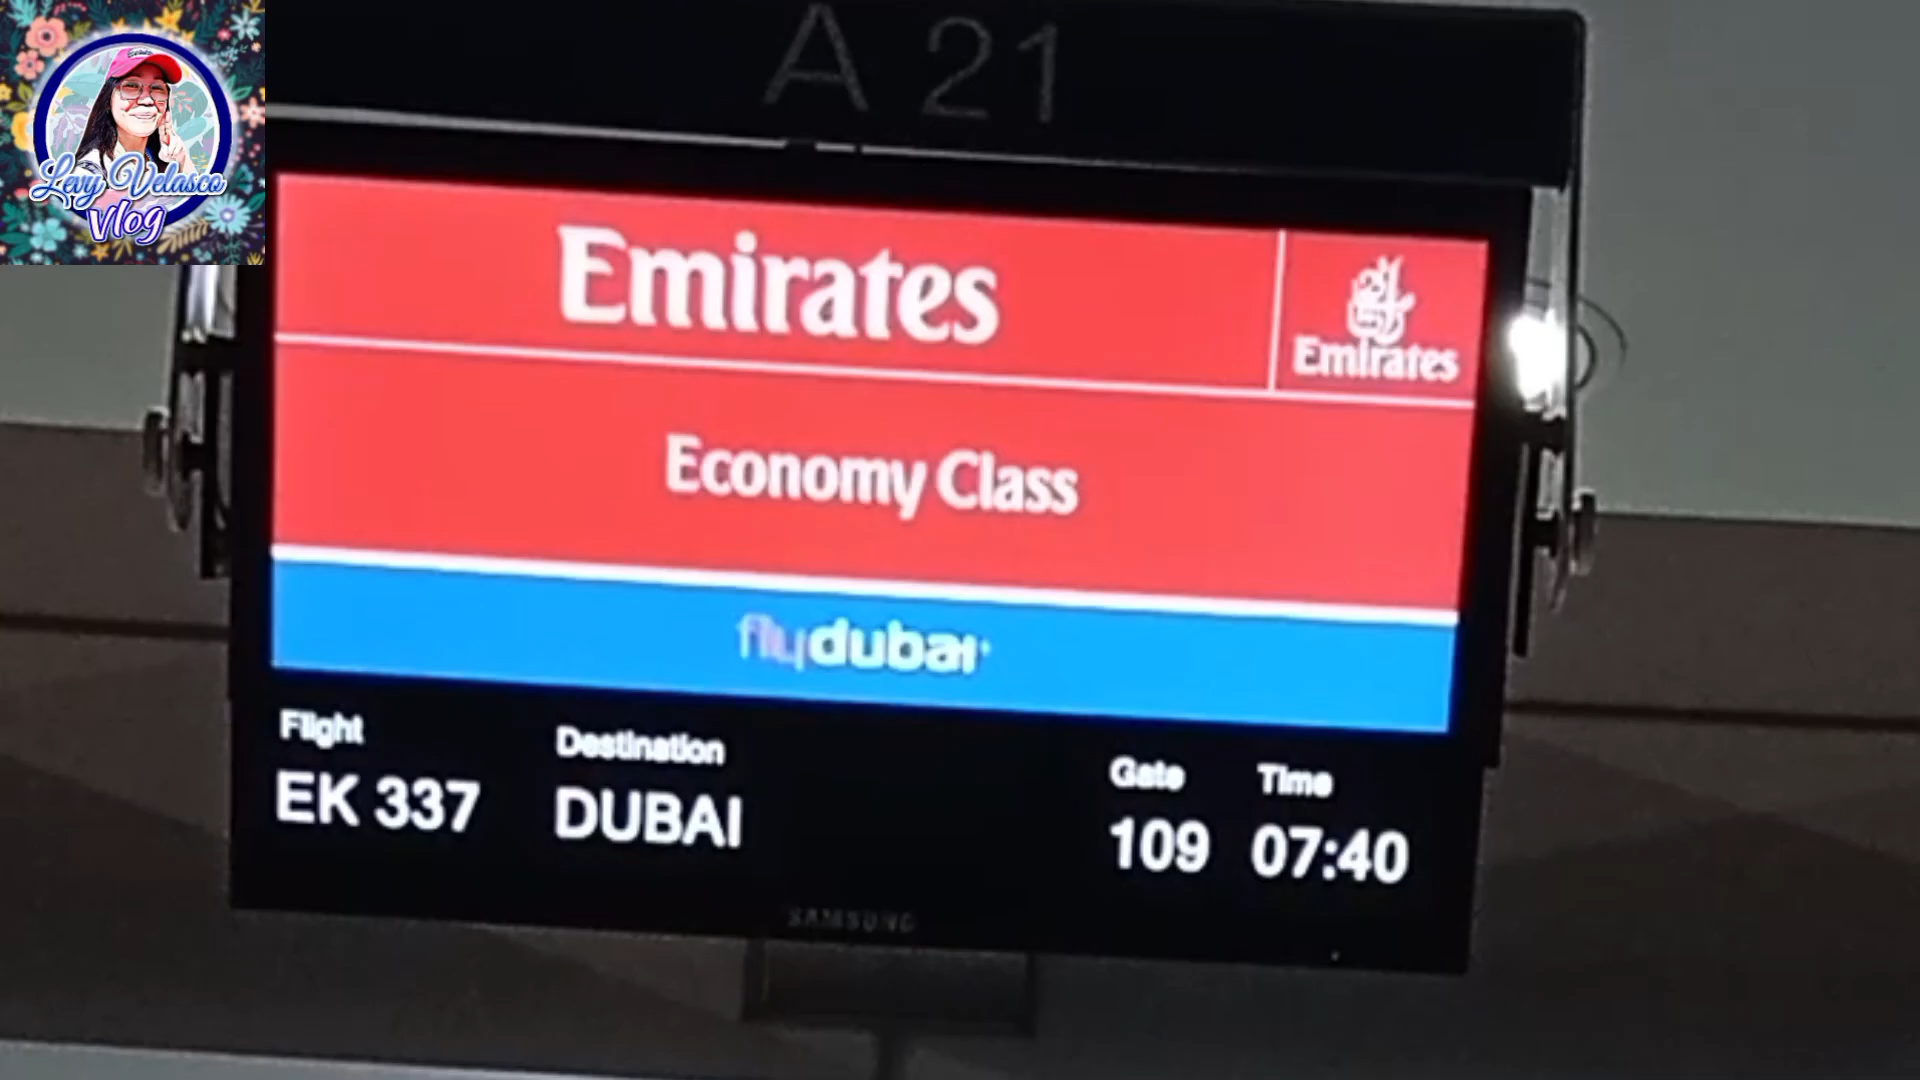 A 21
Levy Velasco
Vlog
Emirates
Emirates
Economy Class
flydubai
Flight Destination Gate Time
EK 337 DUBAI 109 07:40
SAMSUNG